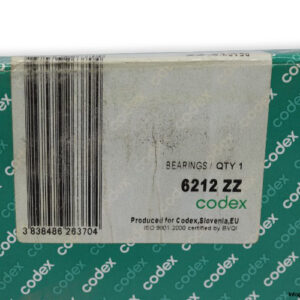 BEARINGS / QTY 1
6212 ZZ
codex
Produced for Codex,Slovenia,EU
ISO 9001:2000 certified by BVQI
3 838486 263704
codex
codex
codex
codex